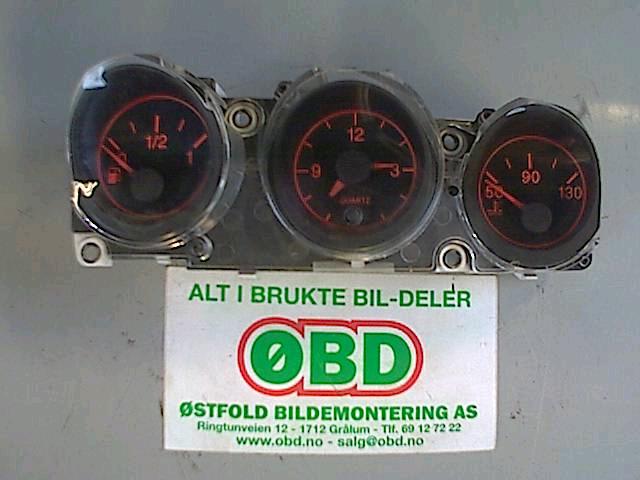 1/2
1
12
9
3
QUARTZ
90
50
130
ALT I BRUKTE BIL-DELER
ØBD
ØSTFOLD BILDEMONTERING AS
Ringtunveien 12 - 1712 Grålum - Tlf. 69 12 72 22
www.obd.no - salg@obd.no